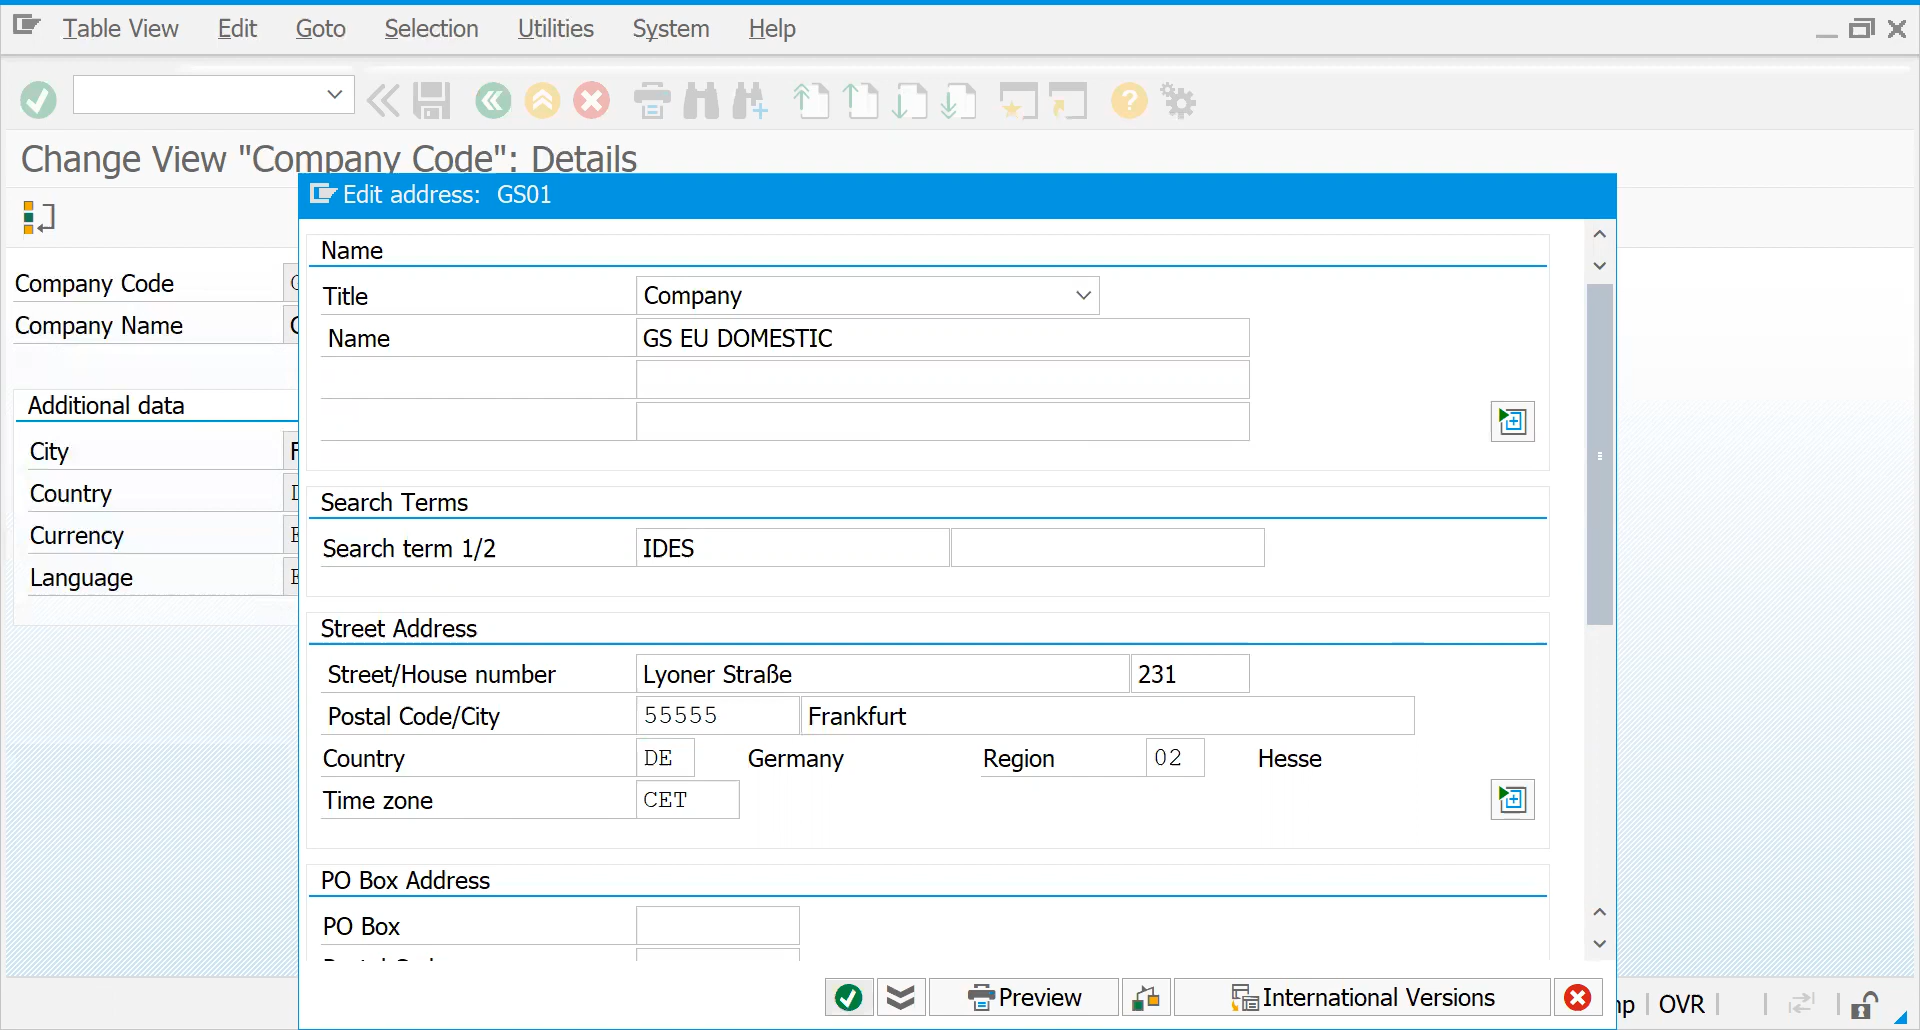 Table View Edit Goto Selection Utilities System Help
Change View "Company Code": Details
Edit address: GS01
Company Code
Company Name
Additional data
City
Country
Currency
Language
Name
Title Company
Name GS EU DOMESTIC
Search Terms
Search term 1/2 IDES
Street Address
Street/House number Lyoner Straße 231
Postal Code/City 55555 Frankfurt
Country DE Germany Region 02 Hesse
Time zone CET
PO Box Address
PO Box
Preview International Versions
OVR